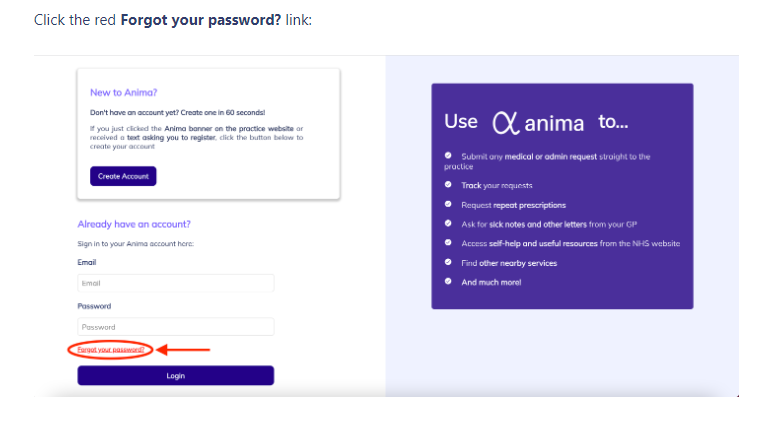 Click the red Forgot your password? link:
New to Anima?
Don't have an account yet? Create one in 60 seconds!
If you just clicked the Anima banner on the practice website or
received a text asking you to register, click the button below to
create your account
Create Account
Already have an account?
Sign in to your Anima account here:
Email
Email
Password
Password
Forgot your password?
Login
Use anima to...
Submit any medical or admin request straight to the
practice
Track your requests
Request repeat prescriptions
Ask for sick notes and other letters from your GP
Access self-help and useful resources from the NHS website
Find other nearby services
And much more!